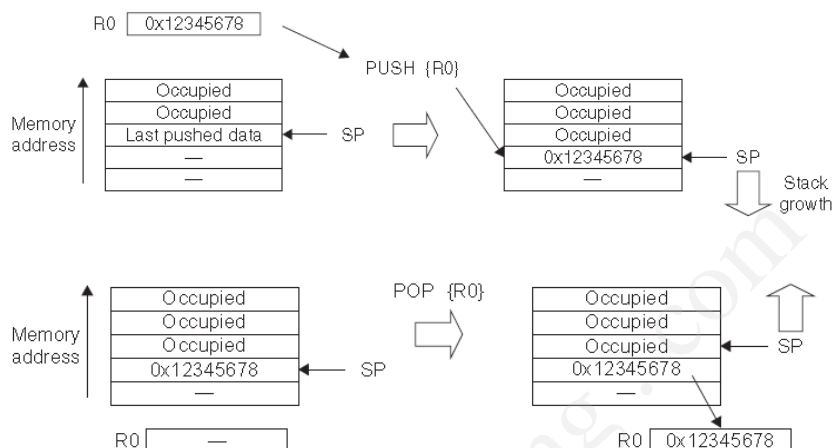 R0 0x12345678
PUSH {R0}
Memory address
Occupied
Occupied
Last pushed data
—
—
SP
Occupied
Occupied
Occupied
0x12345678
—
SP
Stack growth
Memory address
Occupied
Occupied
Occupied
0x12345678
—
SP
R0 —
POP {R0}
Occupied
Occupied
Occupied
0x12345678
—
SP
R0 0x12345678